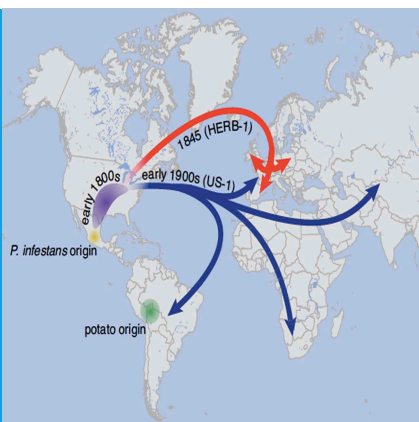 1845 (HERB-1)
early 1800s
early 1900s (US-1)
P. infestans origin
potato origin